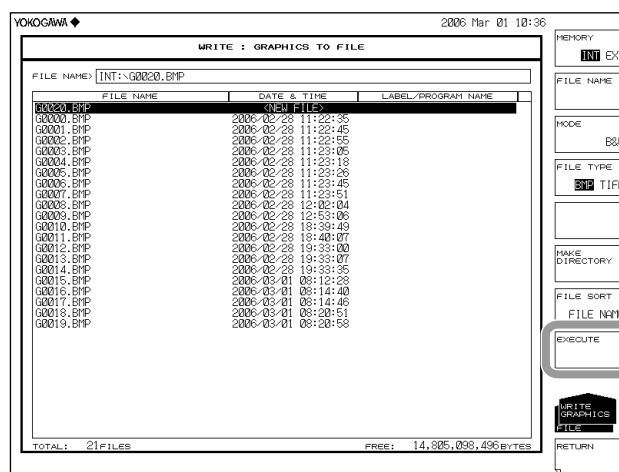 YOKOGAWA ◆ 2006 Mar 01 10:36
WRITE : GRAPHICS TO FILE
FILE NAME> INT:\G0020.BMP
FILE NAME DATE & TIME LABEL/PROGRAM NAME
G0020.BMP <NEW FILE>
G0000.BMP 2006/02/28 11:22:35
G0001.BMP 2006/02/28 11:22:45
G0002.BMP 2006/02/28 11:22:55
G0003.BMP 2006/02/28 11:23:05
G0004.BMP 2006/02/28 11:23:18
G0005.BMP 2006/02/28 11:23:26
G0006.BMP 2006/02/28 11:23:45
G0007.BMP 2006/02/28 11:23:51
G0008.BMP 2006/02/28 12:02:04
G0009.BMP 2006/02/28 12:53:06
G0010.BMP 2006/02/28 18:39:49
G0011.BMP 2006/02/28 18:40:07
G0012.BMP 2006/02/28 19:33:00
G0013.BMP 2006/02/28 19:33:07
G0014.BMP 2006/02/28 19:33:35
G0015.BMP 2006/03/01 08:12:28
G0016.BMP 2006/03/01 08:14:40
G0017.BMP 2006/03/01 08:14:46
G0018.BMP 2006/03/01 08:20:51
G0019.BMP 2006/03/01 08:20:58
TOTAL: 21FILES FREE: 14,805,098,496BYTES
MEMORY
INT EX
FILE NAME
MODE
B&
FILE TYPE
BMP TIF
MAKE
DIRECTORY
FILE SORT
FILE NAM
EXECUTE
WRITE
GRAPHICS
FILE
RETURN